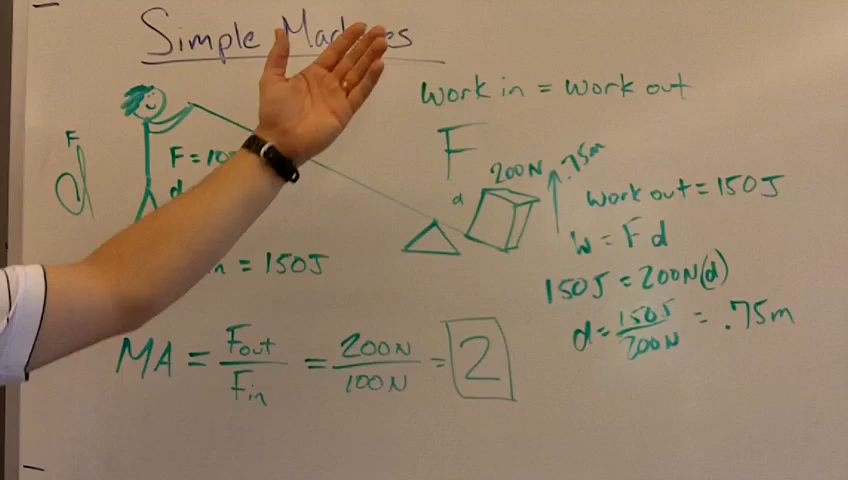 Simple
work in = work out
F
F
d
F = 10
d
d
200N
.75m
work out = 150J
W = Fd
= 150J
150J = 200N(d)
d = 150J / 200N = .75m
MA = Fout / Fin = 200N / 100N = 2